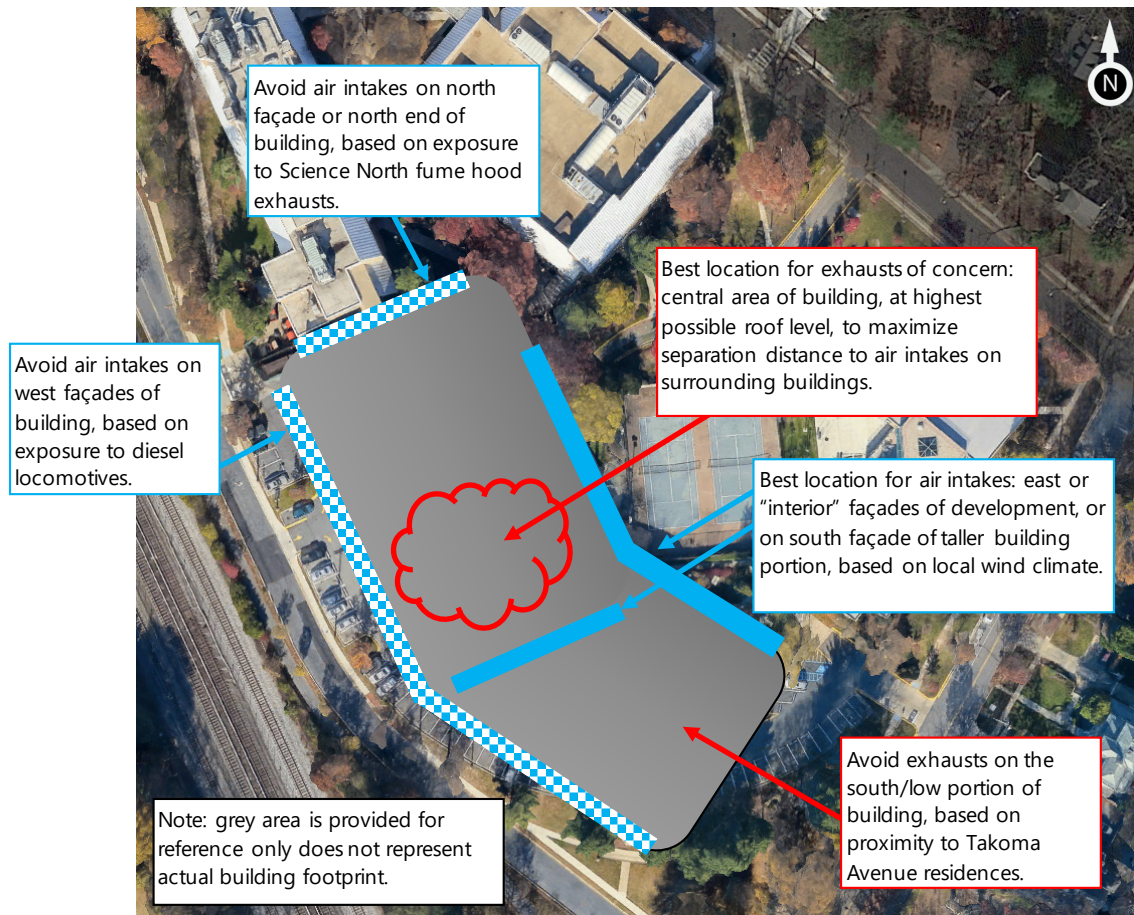 N
Avoid air intakes on north
façade or north end of
building, based on exposure
to Science North fume hood
exhausts.
Best location for exhausts of concern:
central area of building, at highest
possible roof level, to maximize
separation distance to air intakes on
surrounding buildings.
Avoid air intakes on
west façades of
building, based on
exposure to diesel
locomotives.
Best location for air intakes: east or
“interior” façades of development, or
on south façade of taller building
portion, based on local wind climate.
Avoid exhausts on the
south/low portion of
building, based on
proximity to Takoma
Avenue residences.
Note: grey area is provided for
reference only does not represent
actual building footprint.